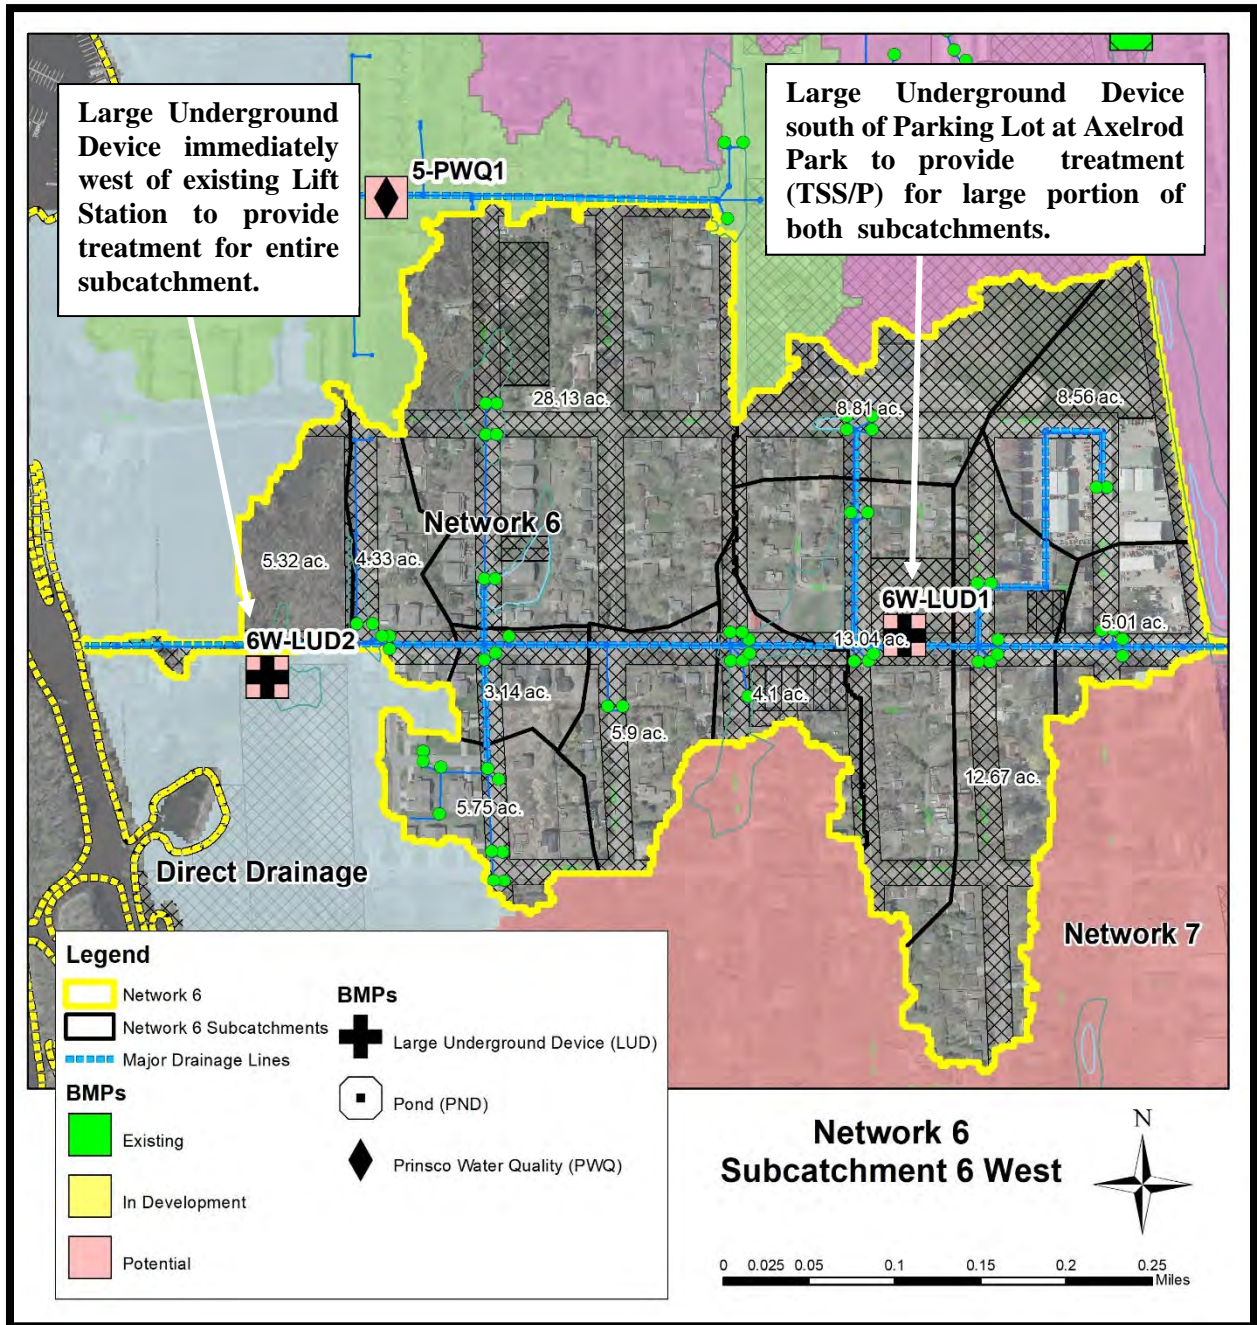 Large Underground
Device immediately
west of existing Lift
Station to provide
treatment for entire
subcatchment.
Large Underground Device
south of Parking Lot at Axelrod
Park to provide treatment
(TSS/P) for large portion of
both subcatchments.
5-PWQ1
28.13 ac.
8.81 ac.
8.56 ac.
Network 6
5.32 ac.
4.33 ac.
6W-LUD1
6W-LUD2
13.04 ac.
5.01 ac.
3.14 ac.
4.1 ac.
5.9 ac.
12.67 ac.
5.75 ac.
Direct Drainage
Network 7
Legend
Network 6
Network 6 Subcatchments
Major Drainage Lines
BMPs
Existing
In Development
Potential
BMPs
Large Underground Device (LUD)
Pond (PND)
Prinsco Water Quality (PWQ)
Network 6
Subcatchment 6 West
N
0 0.025 0.05 0.1 0.15 0.2 0.25
Miles